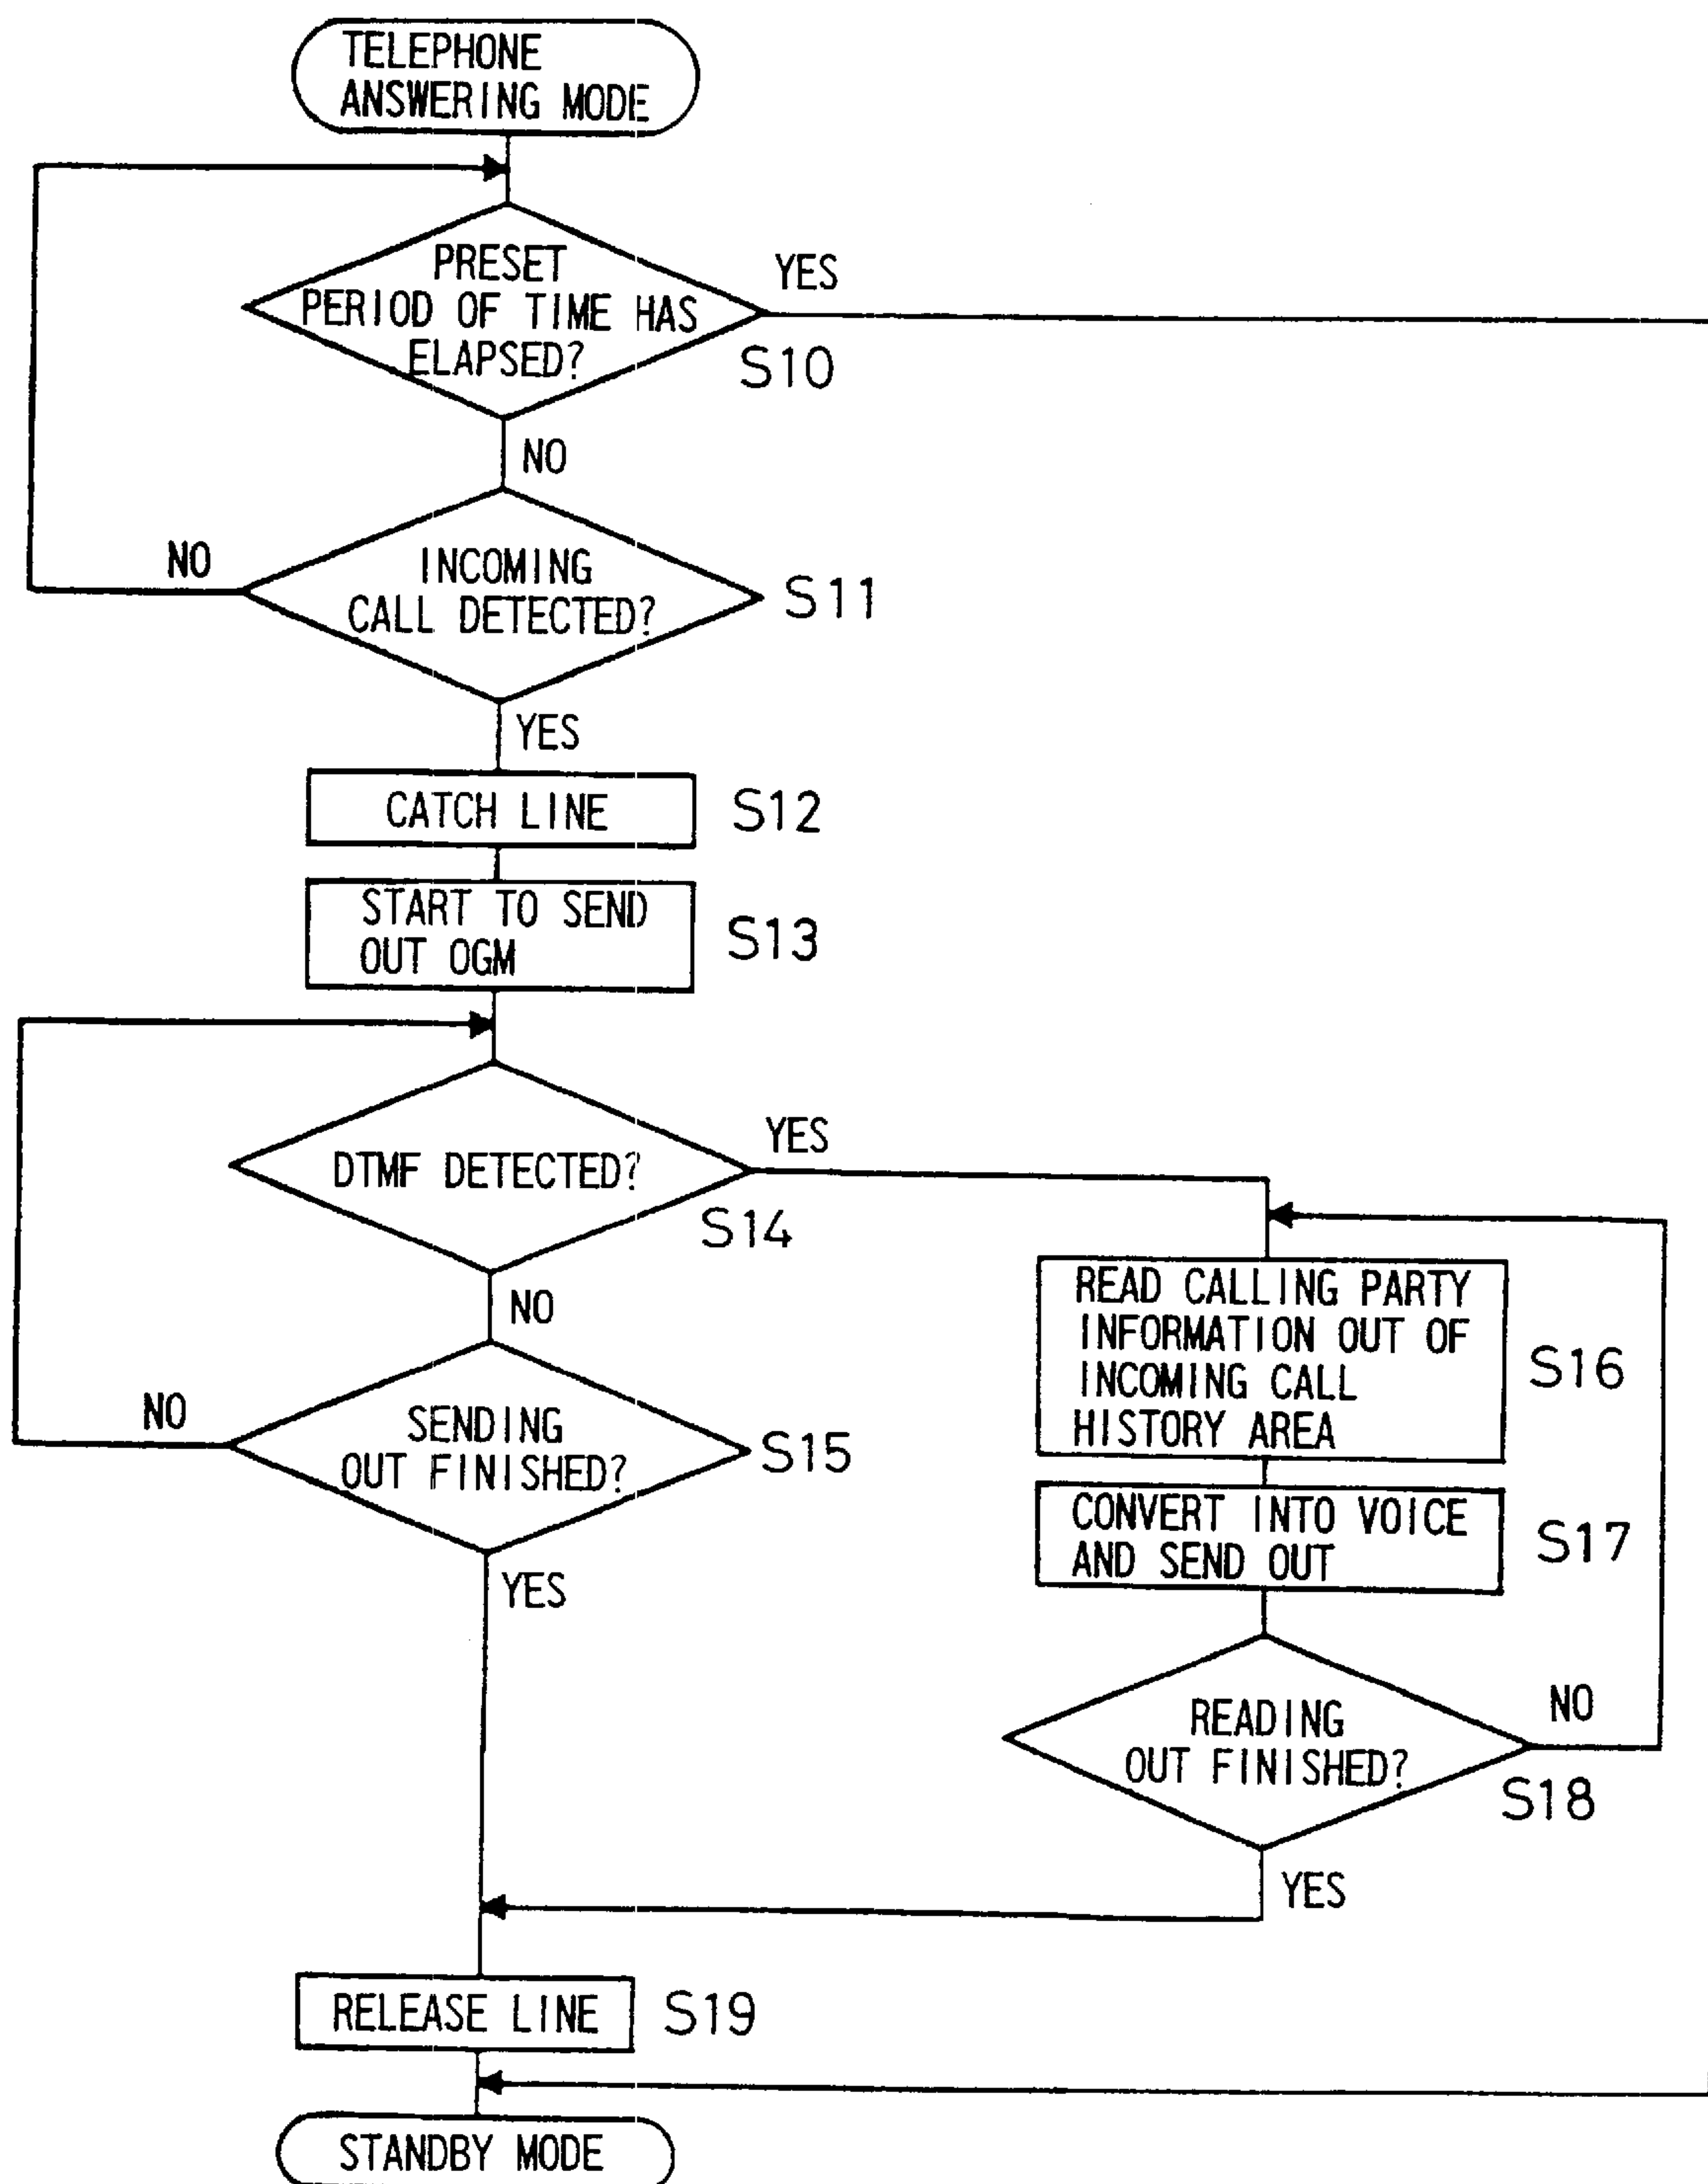 TELEPHONE
ANSWERING MODE
PRESET
PERIOD OF TIME HAS
ELAPSED?
YES
S10
NO
INCOMING
CALL DETECTED?
NO
S11
YES
CATCH LINE
S12
START TO SEND
OUT OGM
S13
DTMF DETECTED?
YES
S14
NO
SENDING
OUT FINISHED?
NO
S15
YES
READ CALLING PARTY
INFORMATION OUT OF
INCOMING CALL
HISTORY AREA
S16
CONVERT INTO VOICE
AND SEND OUT
S17
READING
OUT FINISHED?
NO
S18
YES
RELEASE LINE
S19
STANDBY MODE